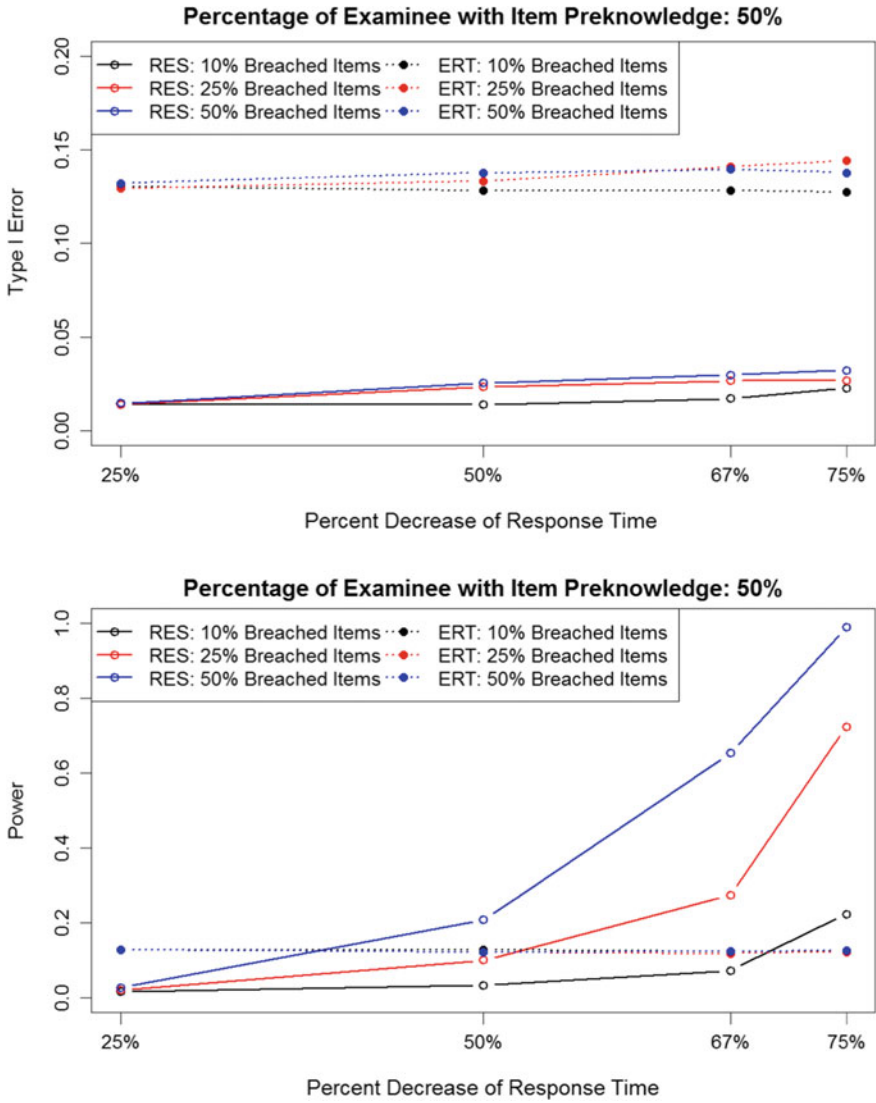 Percentage of Examinee with Item Preknowledge: 50%
RES: 10% Breached Items ERT: 10% Breached Items
RES: 25% Breached Items ERT: 25% Breached Items
RES: 50% Breached Items ERT: 50% Breached Items
0.20
0.15
0.10
0.05
0.00
Type I Error
25% 50% 67% 75%
Percent Decrease of Response Time
Percentage of Examinee with Item Preknowledge: 50%
RES: 10% Breached Items ERT: 10% Breached Items
RES: 25% Breached Items ERT: 25% Breached Items
RES: 50% Breached Items ERT: 50% Breached Items
1.0
0.8
0.6
0.4
0.2
0.0
Power
25% 50% 67% 75%
Percent Decrease of Response Time